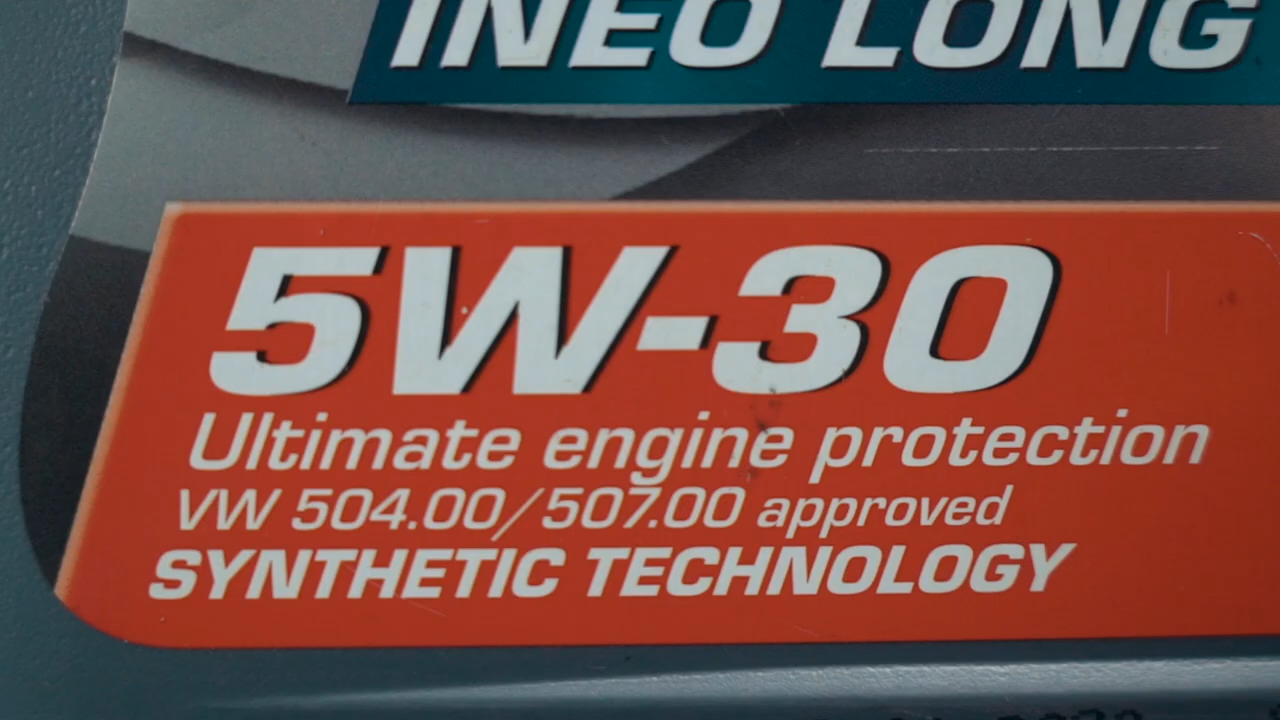 INEO LONG
5W-30
Ultimate engine protection
VW 504.00/507.00 approved
SYNTHETIC TECHNOLOGY